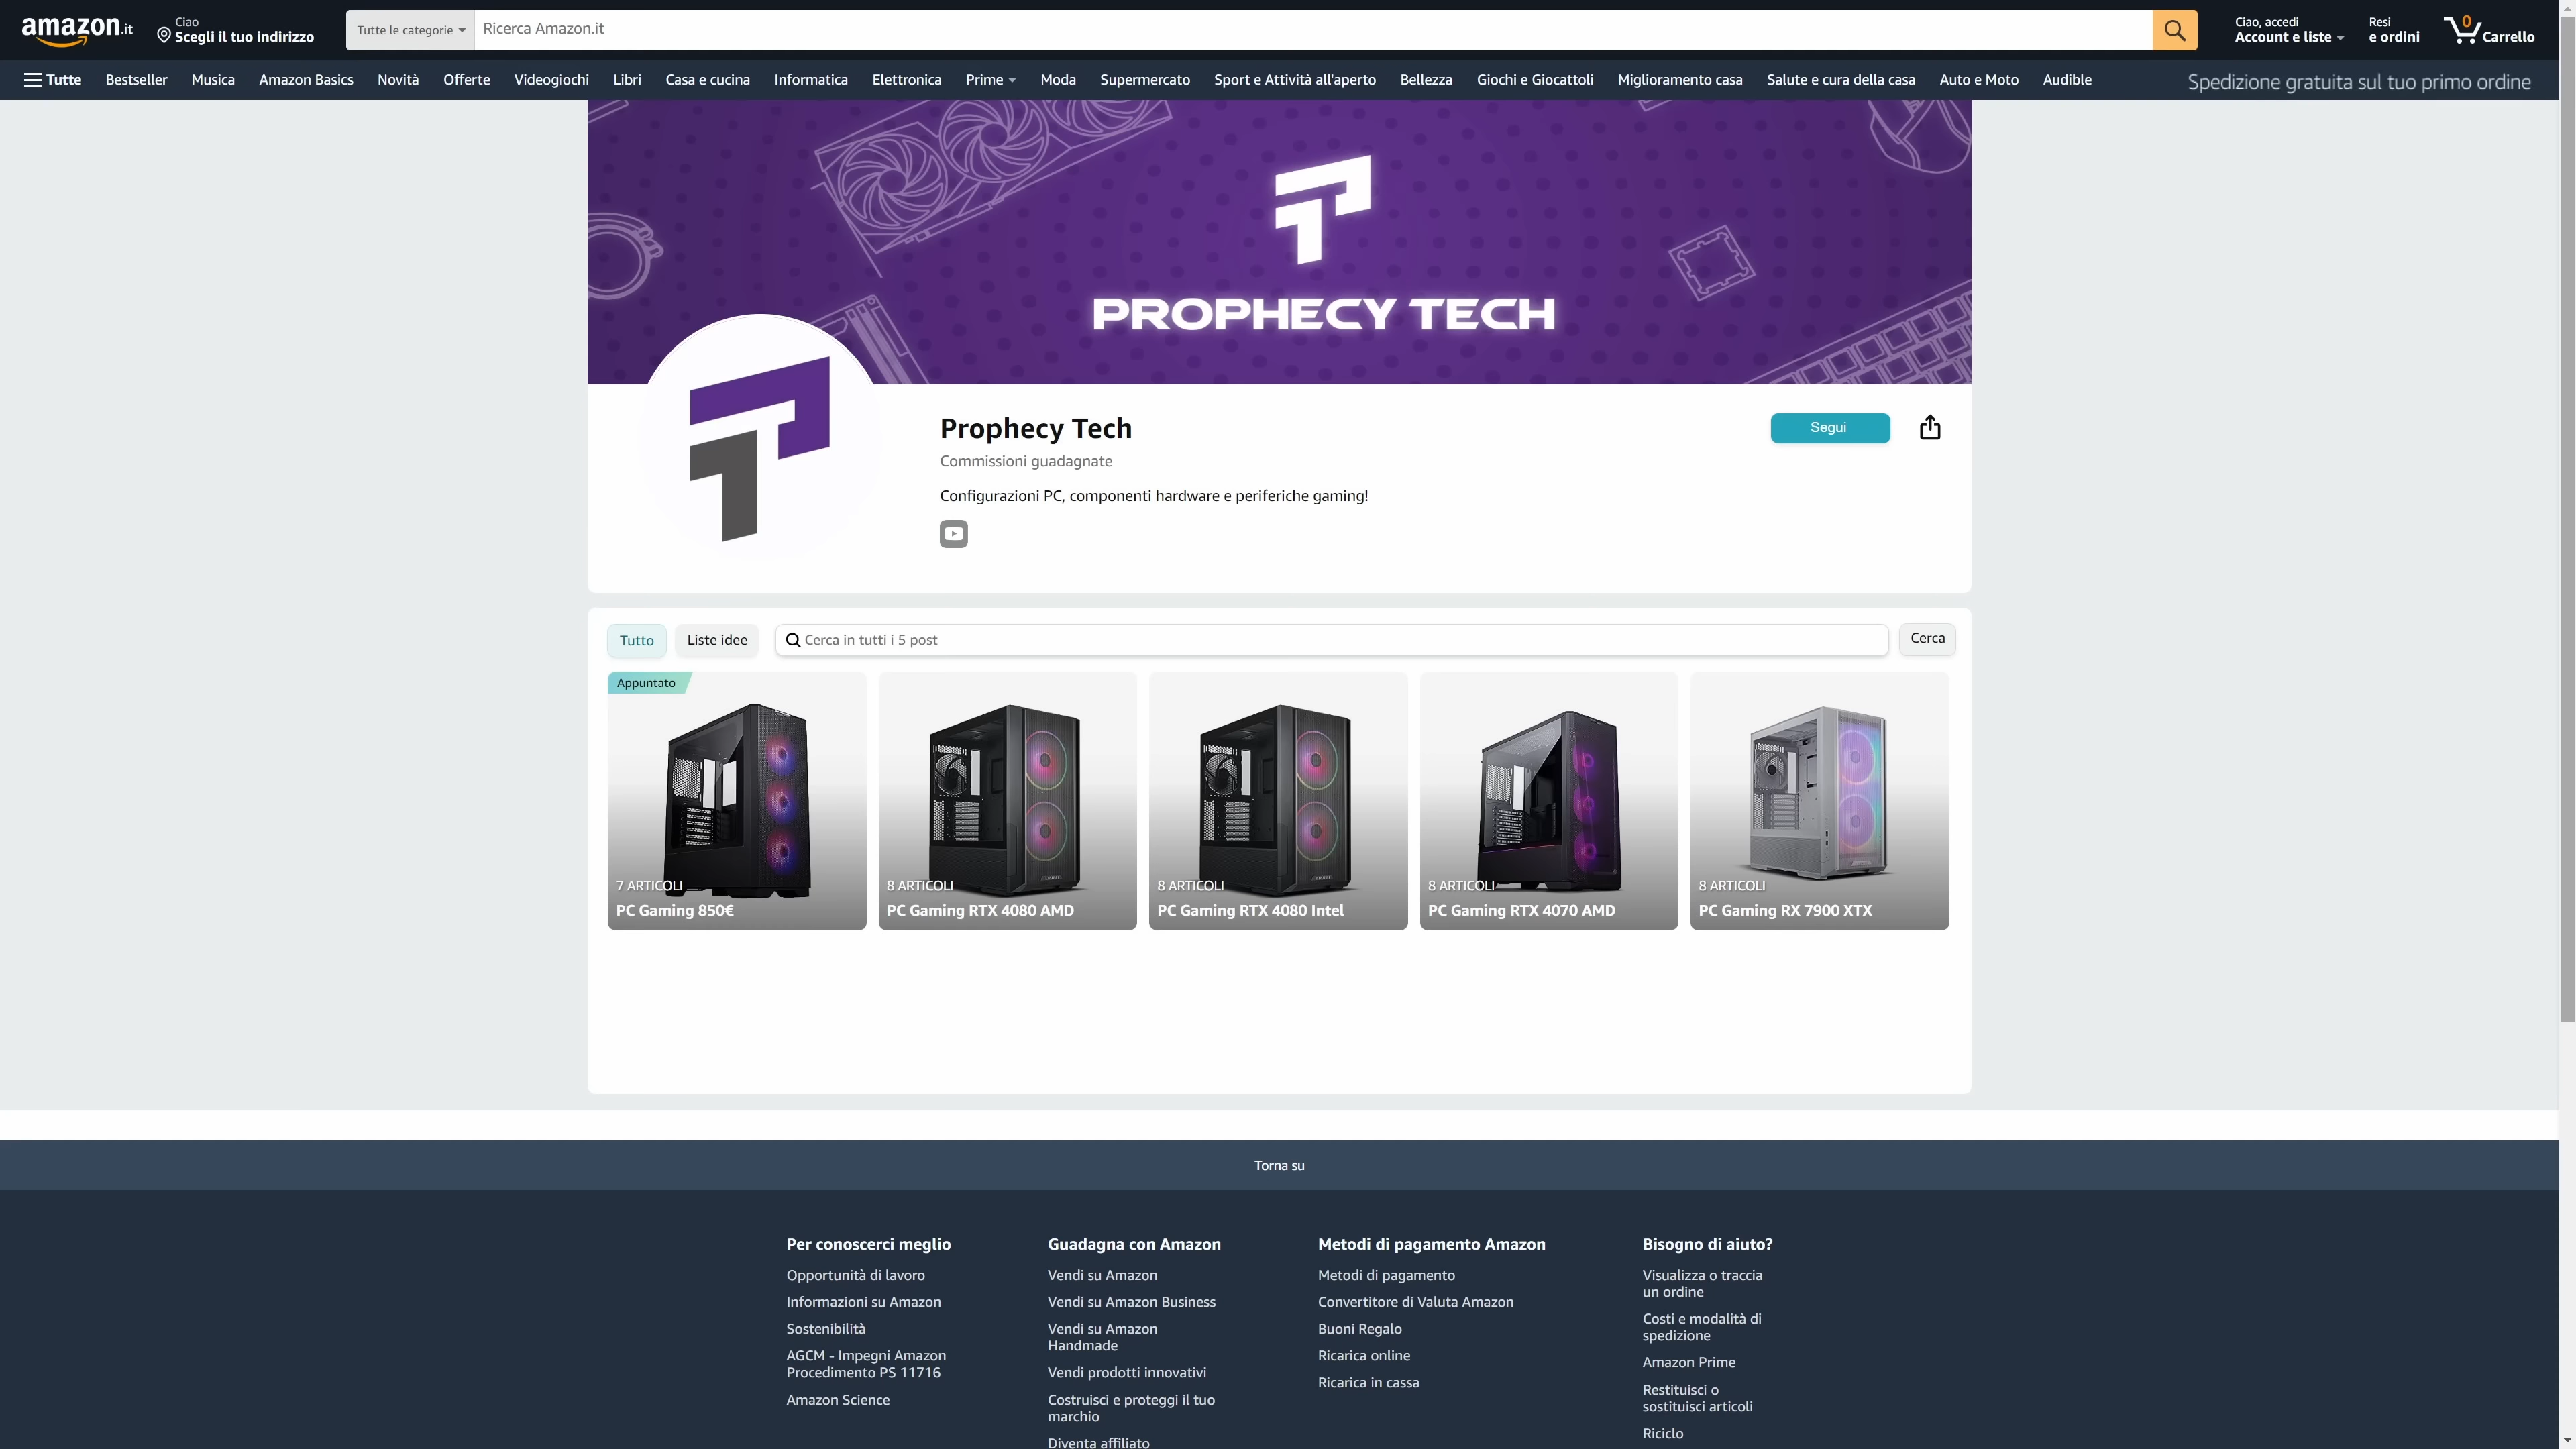 amazon.it
Ciao
Scegli il tuo indirizzo
Tutte le categorie
Ricerca Amazon.it
Ciao, accedi
Account e liste
Resi
e ordini
0
Carrello
Tutte
Bestseller
Musica
Amazon Basics
Novità
Offerte
Videogiochi
Libri
Casa e cucina
Informatica
Elettronica
Prime
Moda
Supermercato
Sport e Attività all'aperto
Bellezza
Giochi e Giocattoli
Miglioramento casa
Salute e cura della casa
Auto e Moto
Audible
Spedizione gratuita sul tuo primo ordine
PROPHECY TECH
Prophecy Tech
Commissioni guadagnate
Configurazioni PC, componenti hardware e periferiche gaming!
Segui
Tutto
Liste idee
Cerca in tutti i 5 post
Cerca
Appuntato
7 ARTICOLI
PC Gaming 850€
8 ARTICOLI
PC Gaming RTX 4080 AMD
8 ARTICOLI
PC Gaming RTX 4080 Intel
8 ARTICOLI
PC Gaming RTX 4070 AMD
8 ARTICOLI
PC Gaming RX 7900 XTX
Torna su
Per conoscerci meglio
Opportunità di lavoro
Informazioni su Amazon
Sostenibilità
AGCM - Impegni Amazon
Procedimento PS 11716
Amazon Science
Guadagna con Amazon
Vendi su Amazon
Vendi su Amazon Business
Vendi su Amazon
Handmade
Vendi prodotti innovativi
Costruisci e proteggi il tuo
marchio
Diventa affiliato
Metodi di pagamento Amazon
Metodi di pagamento
Convertitore di Valuta Amazon
Buoni Regalo
Ricarica online
Ricarica in cassa
Bisogno di aiuto?
Visualizza o traccia
un ordine
Costi e modalità di
spedizione
Amazon Prime
Restituisci o
sostituisci articoli
Riciclo